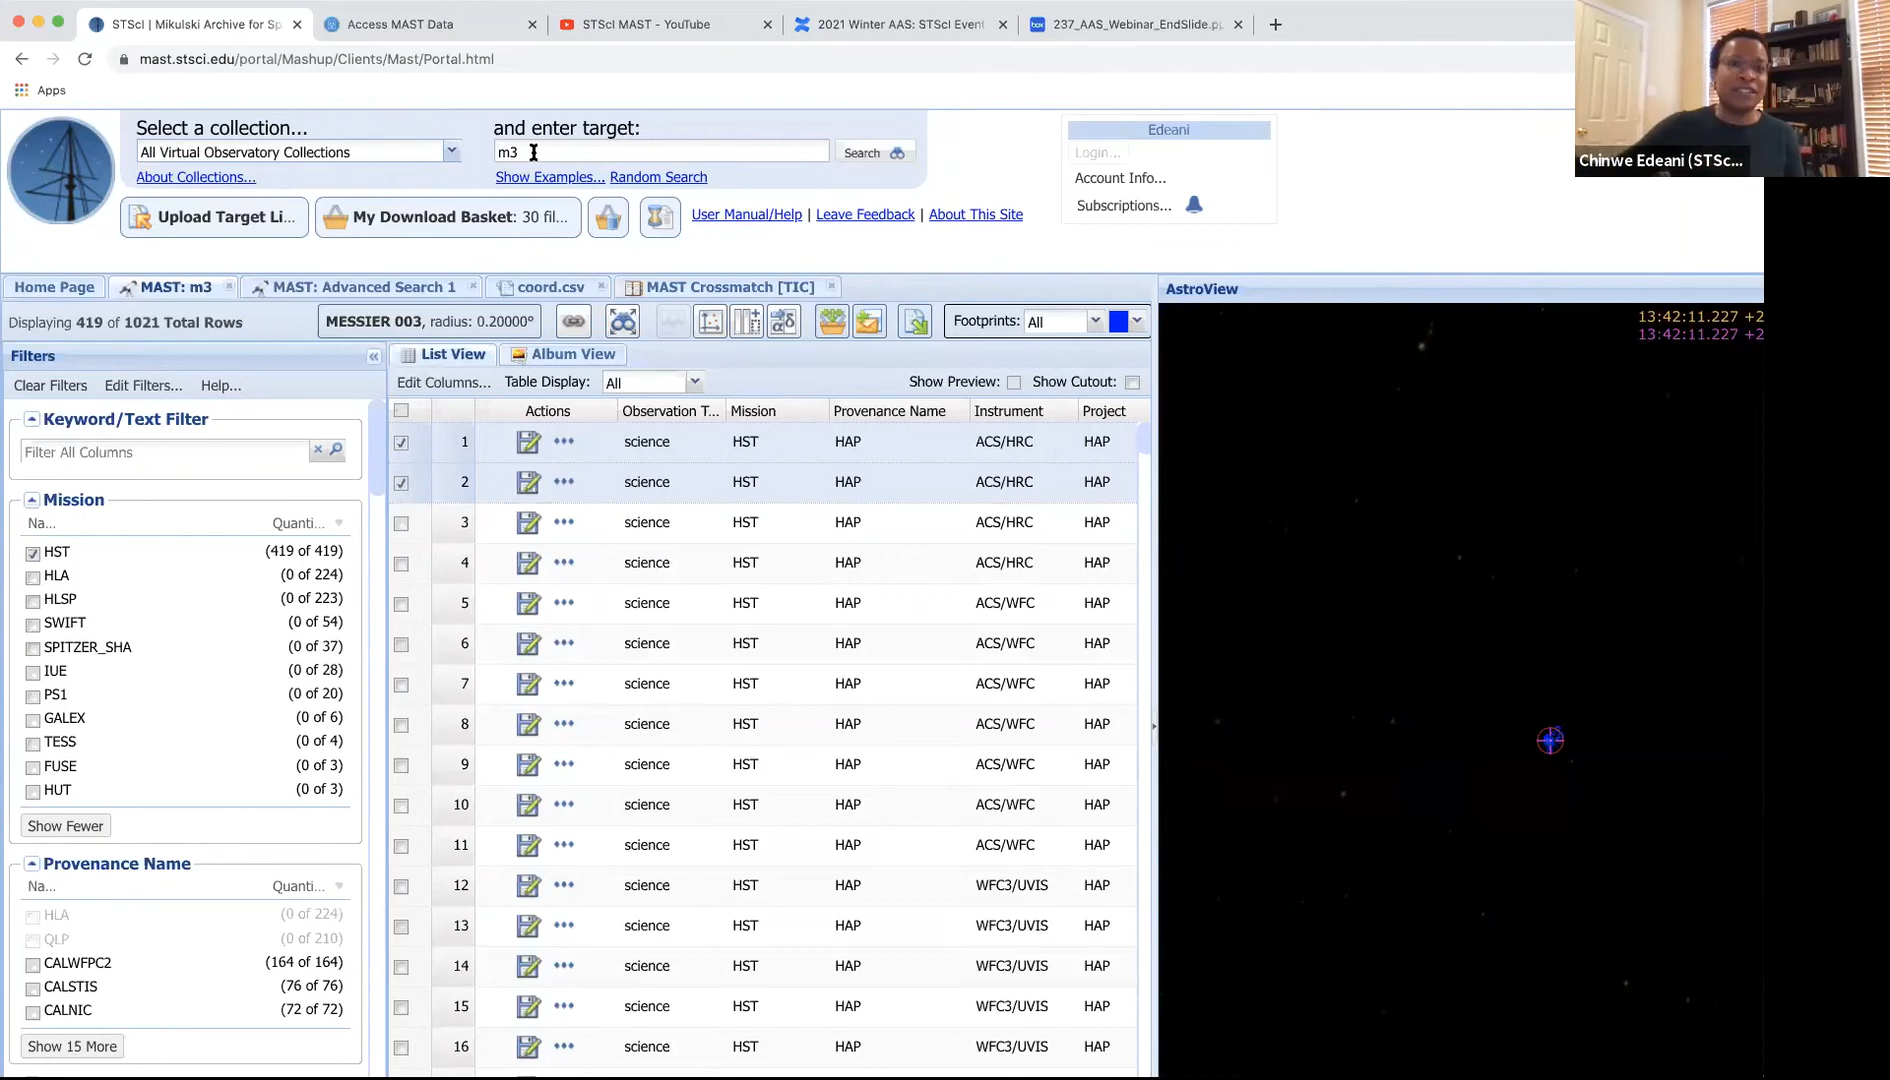 STScI | Mikulski Archive for Sp
Access MAST Data
STScI MAST - YouTube
2021 Winter AAS: STScI Event
237_AAS_Webinar_EndSlide.pp
mast.stsci.edu/portal/Mashup/Clients/Mast/Portal.html
Apps
Chinwe Edeani (STSc...
Select a collection...
and enter target:
All Virtual Observatory Collections
m3
Search
About Collections...
Show Examples...
Random Search
Edeani
Login...
Account Info...
Subscriptions...
Upload Target Li...
My Download Basket: 30 fil...
User Manual/Help | Leave Feedback | About This Site
Home Page
MAST: m3
MAST: Advanced Search 1
coord.csv
MAST Crossmatch [TIC]
AstroView
Displaying 419 of 1021 Total Rows
MESSIER 003, radius: 0.20000°
Footprints: All
13:42:11.227 +2
13:42:11.227 +2
Filters
List View
Album View
Clear Filters
Edit Filters...
Help...
Edit Columns...
Table Display: All
Show Preview:
Show Cutout:
Keyword/Text Filter
Filter All Columns
Mission
Na... Quanti...
HST (419 of 419)
HLA (0 of 224)
HLSP (0 of 223)
SWIFT (0 of 54)
SPITZER_SHA (0 of 37)
IUE (0 of 28)
PS1 (0 of 20)
GALEX (0 of 6)
TESS (0 of 4)
FUSE (0 of 3)
HUT (0 of 3)
Show Fewer
Provenance Name
Na... Quanti...
HLA (0 of 224)
QLP (0 of 210)
CALWFPC2 (164 of 164)
CALSTIS (76 of 76)
CALNIC (72 of 72)
Show 15 More
Actions Observation T... Mission Provenance Name Instrument Project
1 science HST HAP ACS/HRC HAP
2 science HST HAP ACS/HRC HAP
3 science HST HAP ACS/HRC HAP
4 science HST HAP ACS/HRC HAP
5 science HST HAP ACS/WFC HAP
6 science HST HAP ACS/WFC HAP
7 science HST HAP ACS/WFC HAP
8 science HST HAP ACS/WFC HAP
9 science HST HAP ACS/WFC HAP
10 science HST HAP ACS/WFC HAP
11 science HST HAP ACS/WFC HAP
12 science HST HAP WFC3/UVIS HAP
13 science HST HAP WFC3/UVIS HAP
14 science HST HAP WFC3/UVIS HAP
15 science HST HAP WFC3/UVIS HAP
16 science HST HAP WFC3/UVIS HAP